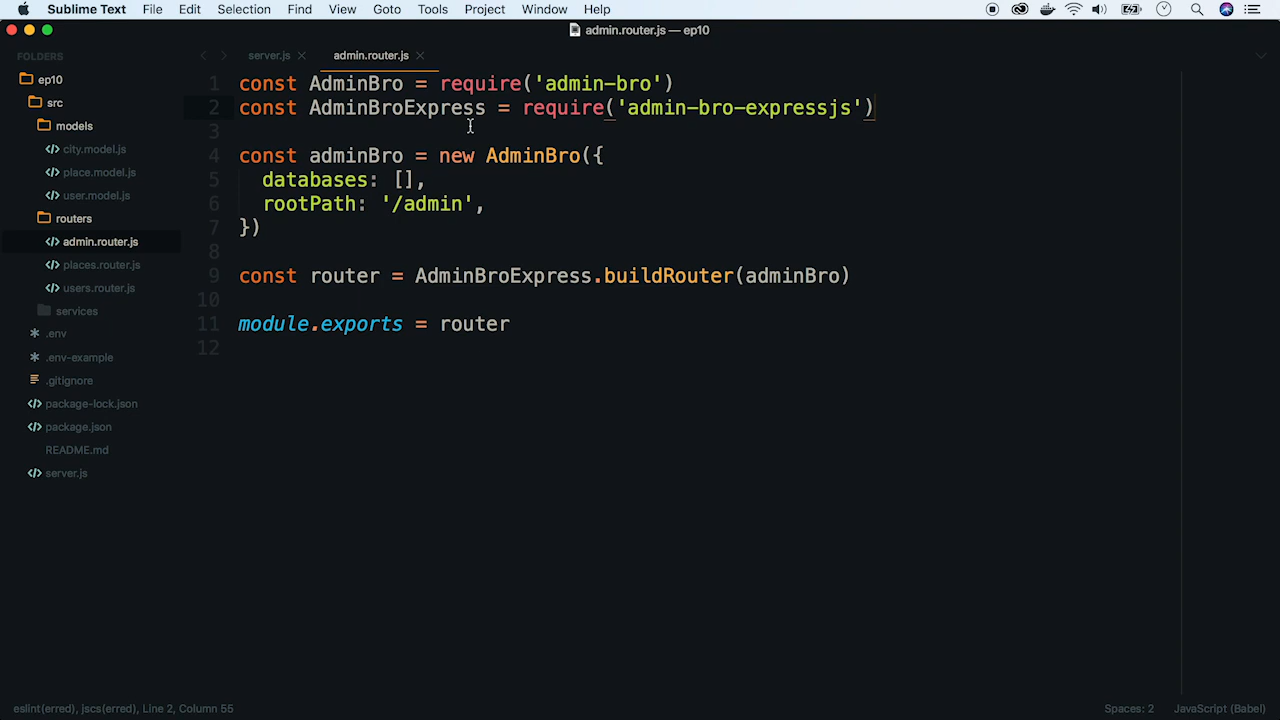 Sublime Text File Edit Selection Find View Goto Tools Project Window Help
admin.router.js — ep10
FOLDERS
ep10
src
models
city.model.js
place.model.js
user.model.js
routers
admin.router.js
places.router.js
users.router.js
services
.env
.env-example
.gitignore
package-lock.json
package.json
README.md
server.js
server.js admin.router.js
1 const AdminBro = require('admin-bro')
2 const AdminBroExpress = require('admin-bro-expressjs')
3
4 const adminBro = new AdminBro({
5 databases: [],
6 rootPath: '/admin',
7 })
8
9 const router = AdminBroExpress.buildRouter(adminBro)
10
11 module.exports = router
12
eslint(erred), jscs(erred), Line 2, Column 55 Spaces: 2 JavaScript (Babel)